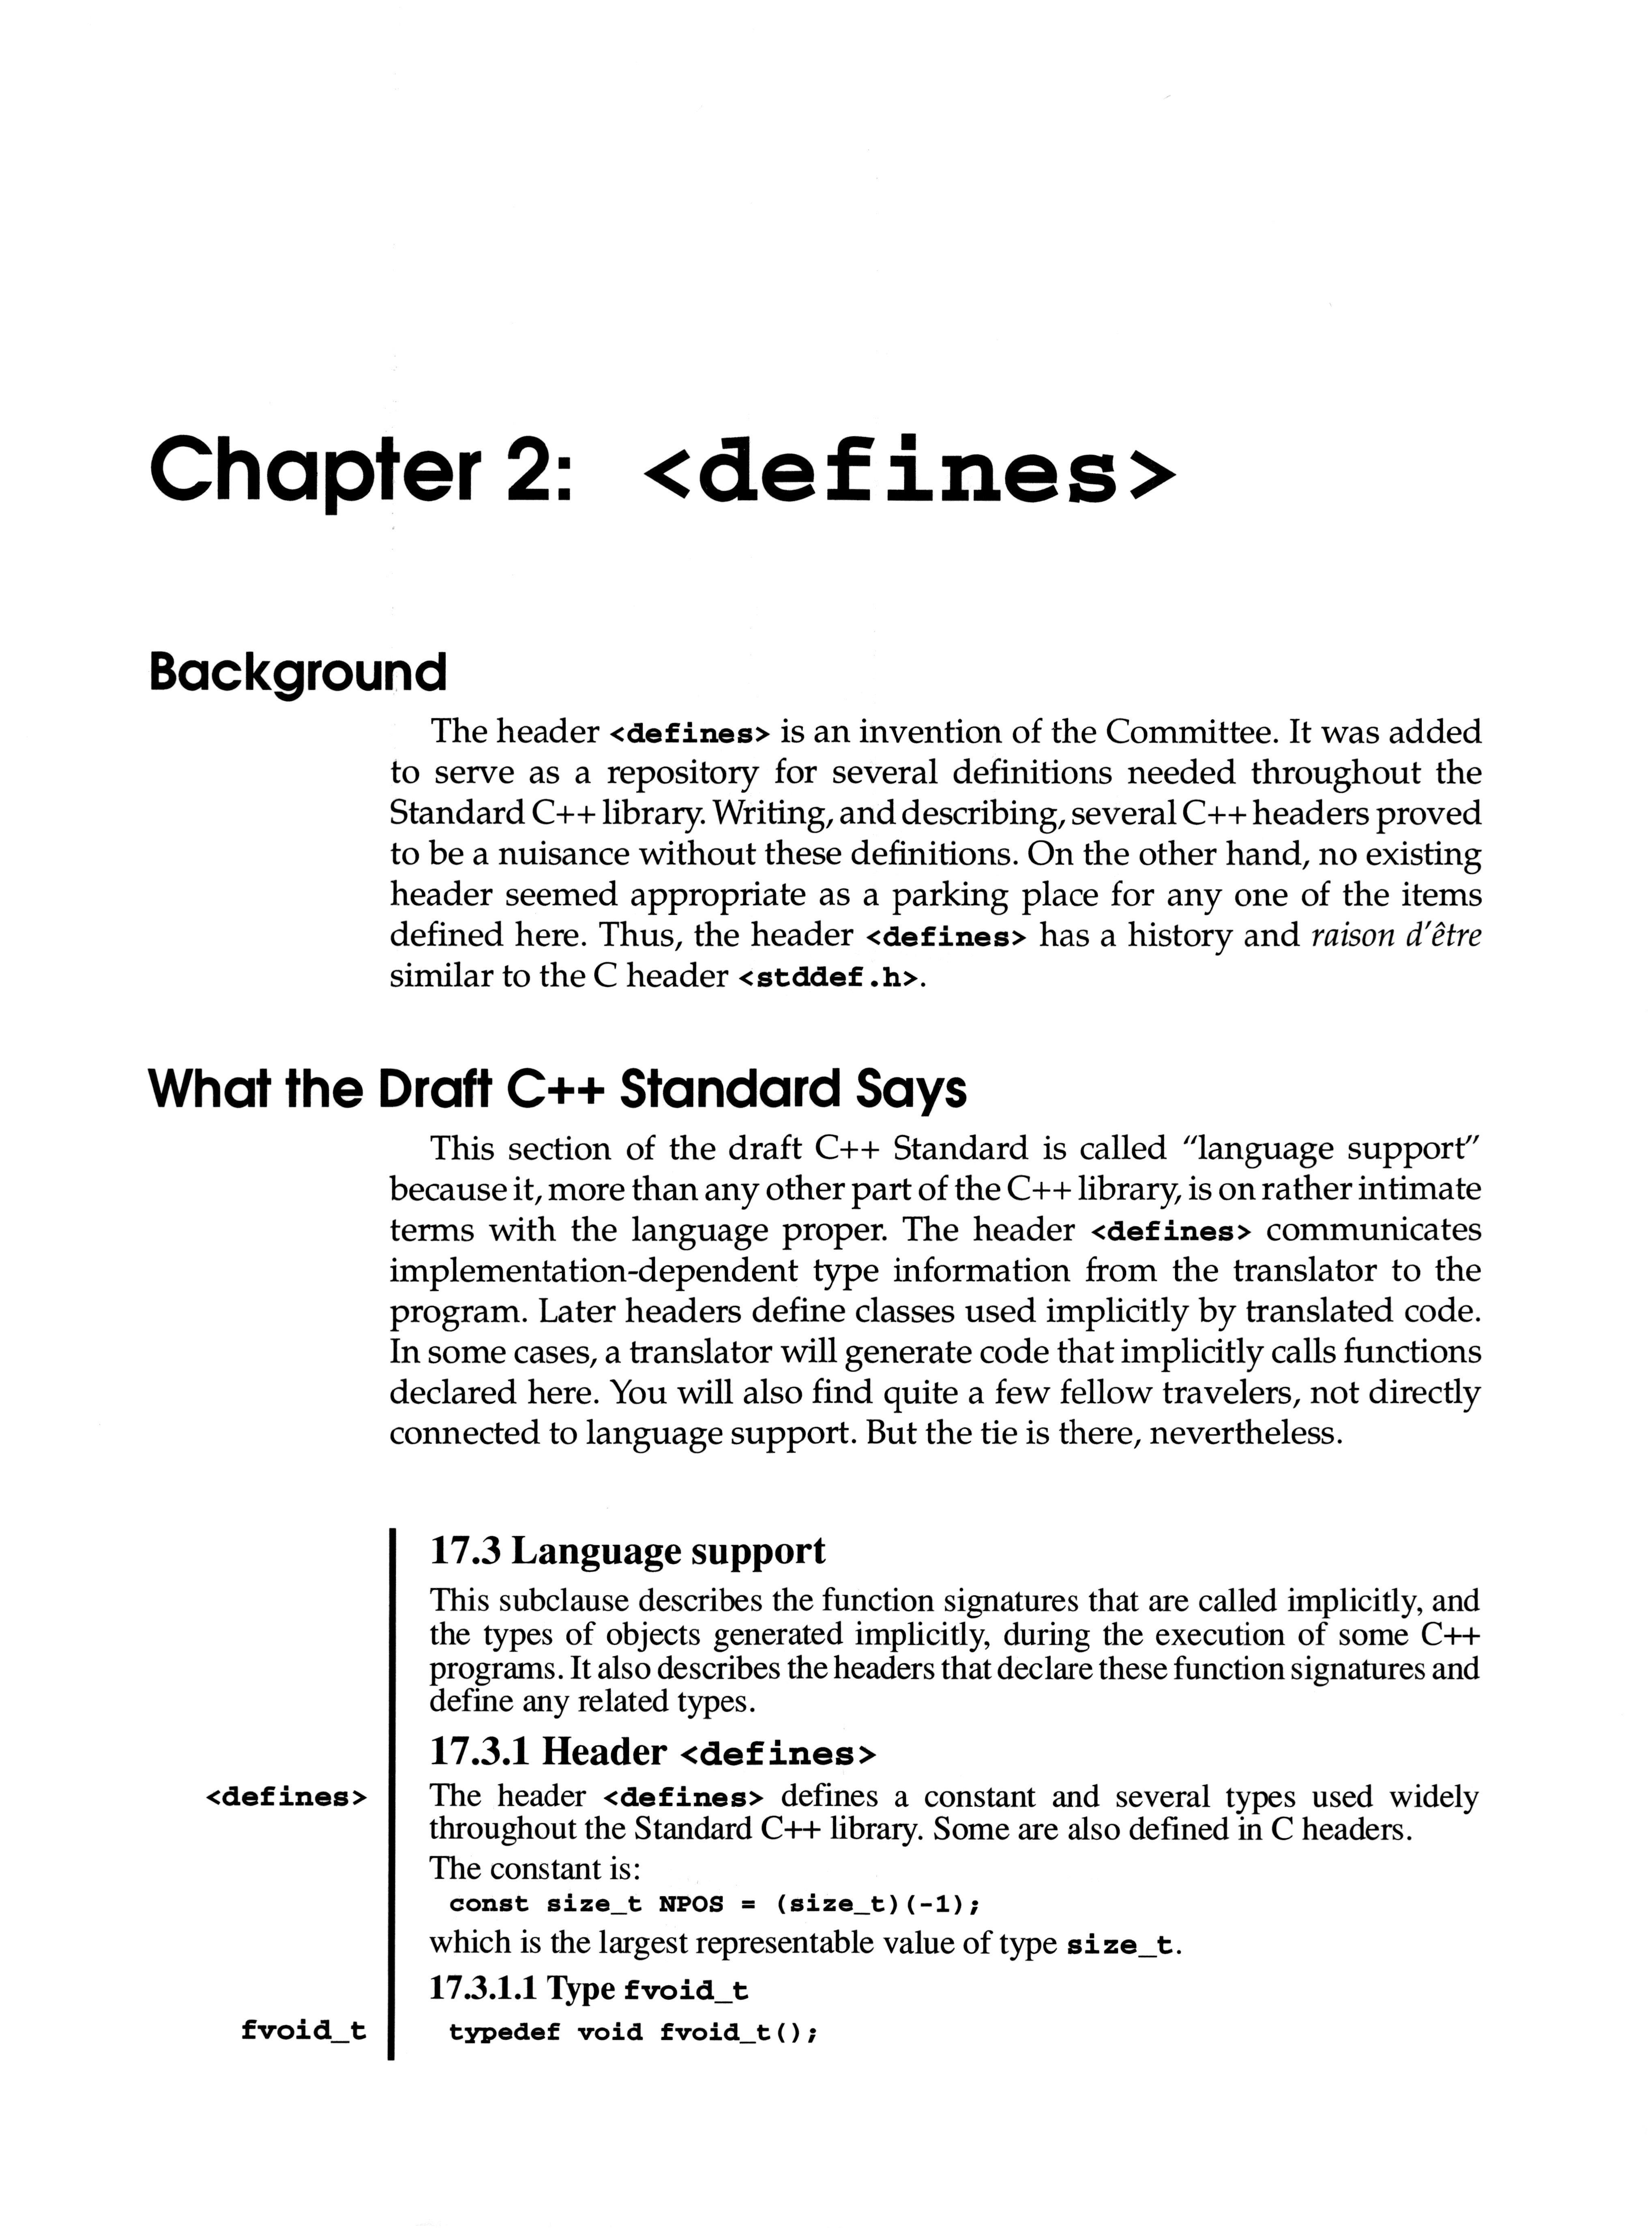 Chapter 2: <defines>
Background
The header <defines> is an invention of the Committee. It was added
to serve as a repository for several definitions needed throughout the
Standard C++ library. Writing, and describing, several C++ headers proved
to be a nuisance without these definitions. On the other hand, no existing
header seemed appropriate as a parking place for any one of the items
defined here. Thus, the header <defines> has a history and raison d'être
similar to the C header <stddef.h>.
What the Draft C++ Standard Says
This section of the draft C++ Standard is called “language support”
because it, more than any other part of the C++ library, is on rather intimate
terms with the language proper. The header <defines> communicates
implementation-dependent type information from the translator to the
program. Later headers define classes used implicitly by translated code.
In some cases, a translator will generate code that implicitly calls functions
declared here. You will also find quite a few fellow travelers, not directly
connected to language support. But the tie is there, nevertheless.
17.3 Language support
This subclause describes the function signatures that are called implicitly, and
the types of objects generated implicitly, during the execution of some C++
programs. It also describes the headers that declare these function signatures and
define any related types.
17.3.1 Header <defines>
<defines> The header <defines> defines a constant and several types used widely
throughout the Standard C++ library. Some are also defined in C headers.
The constant is:
const size_t NPOS = (size_t)(-1);
which is the largest representable value of type size_t.
17.3.1.1 Type fvoid_t
fvoid_t typedef void fvoid_t();